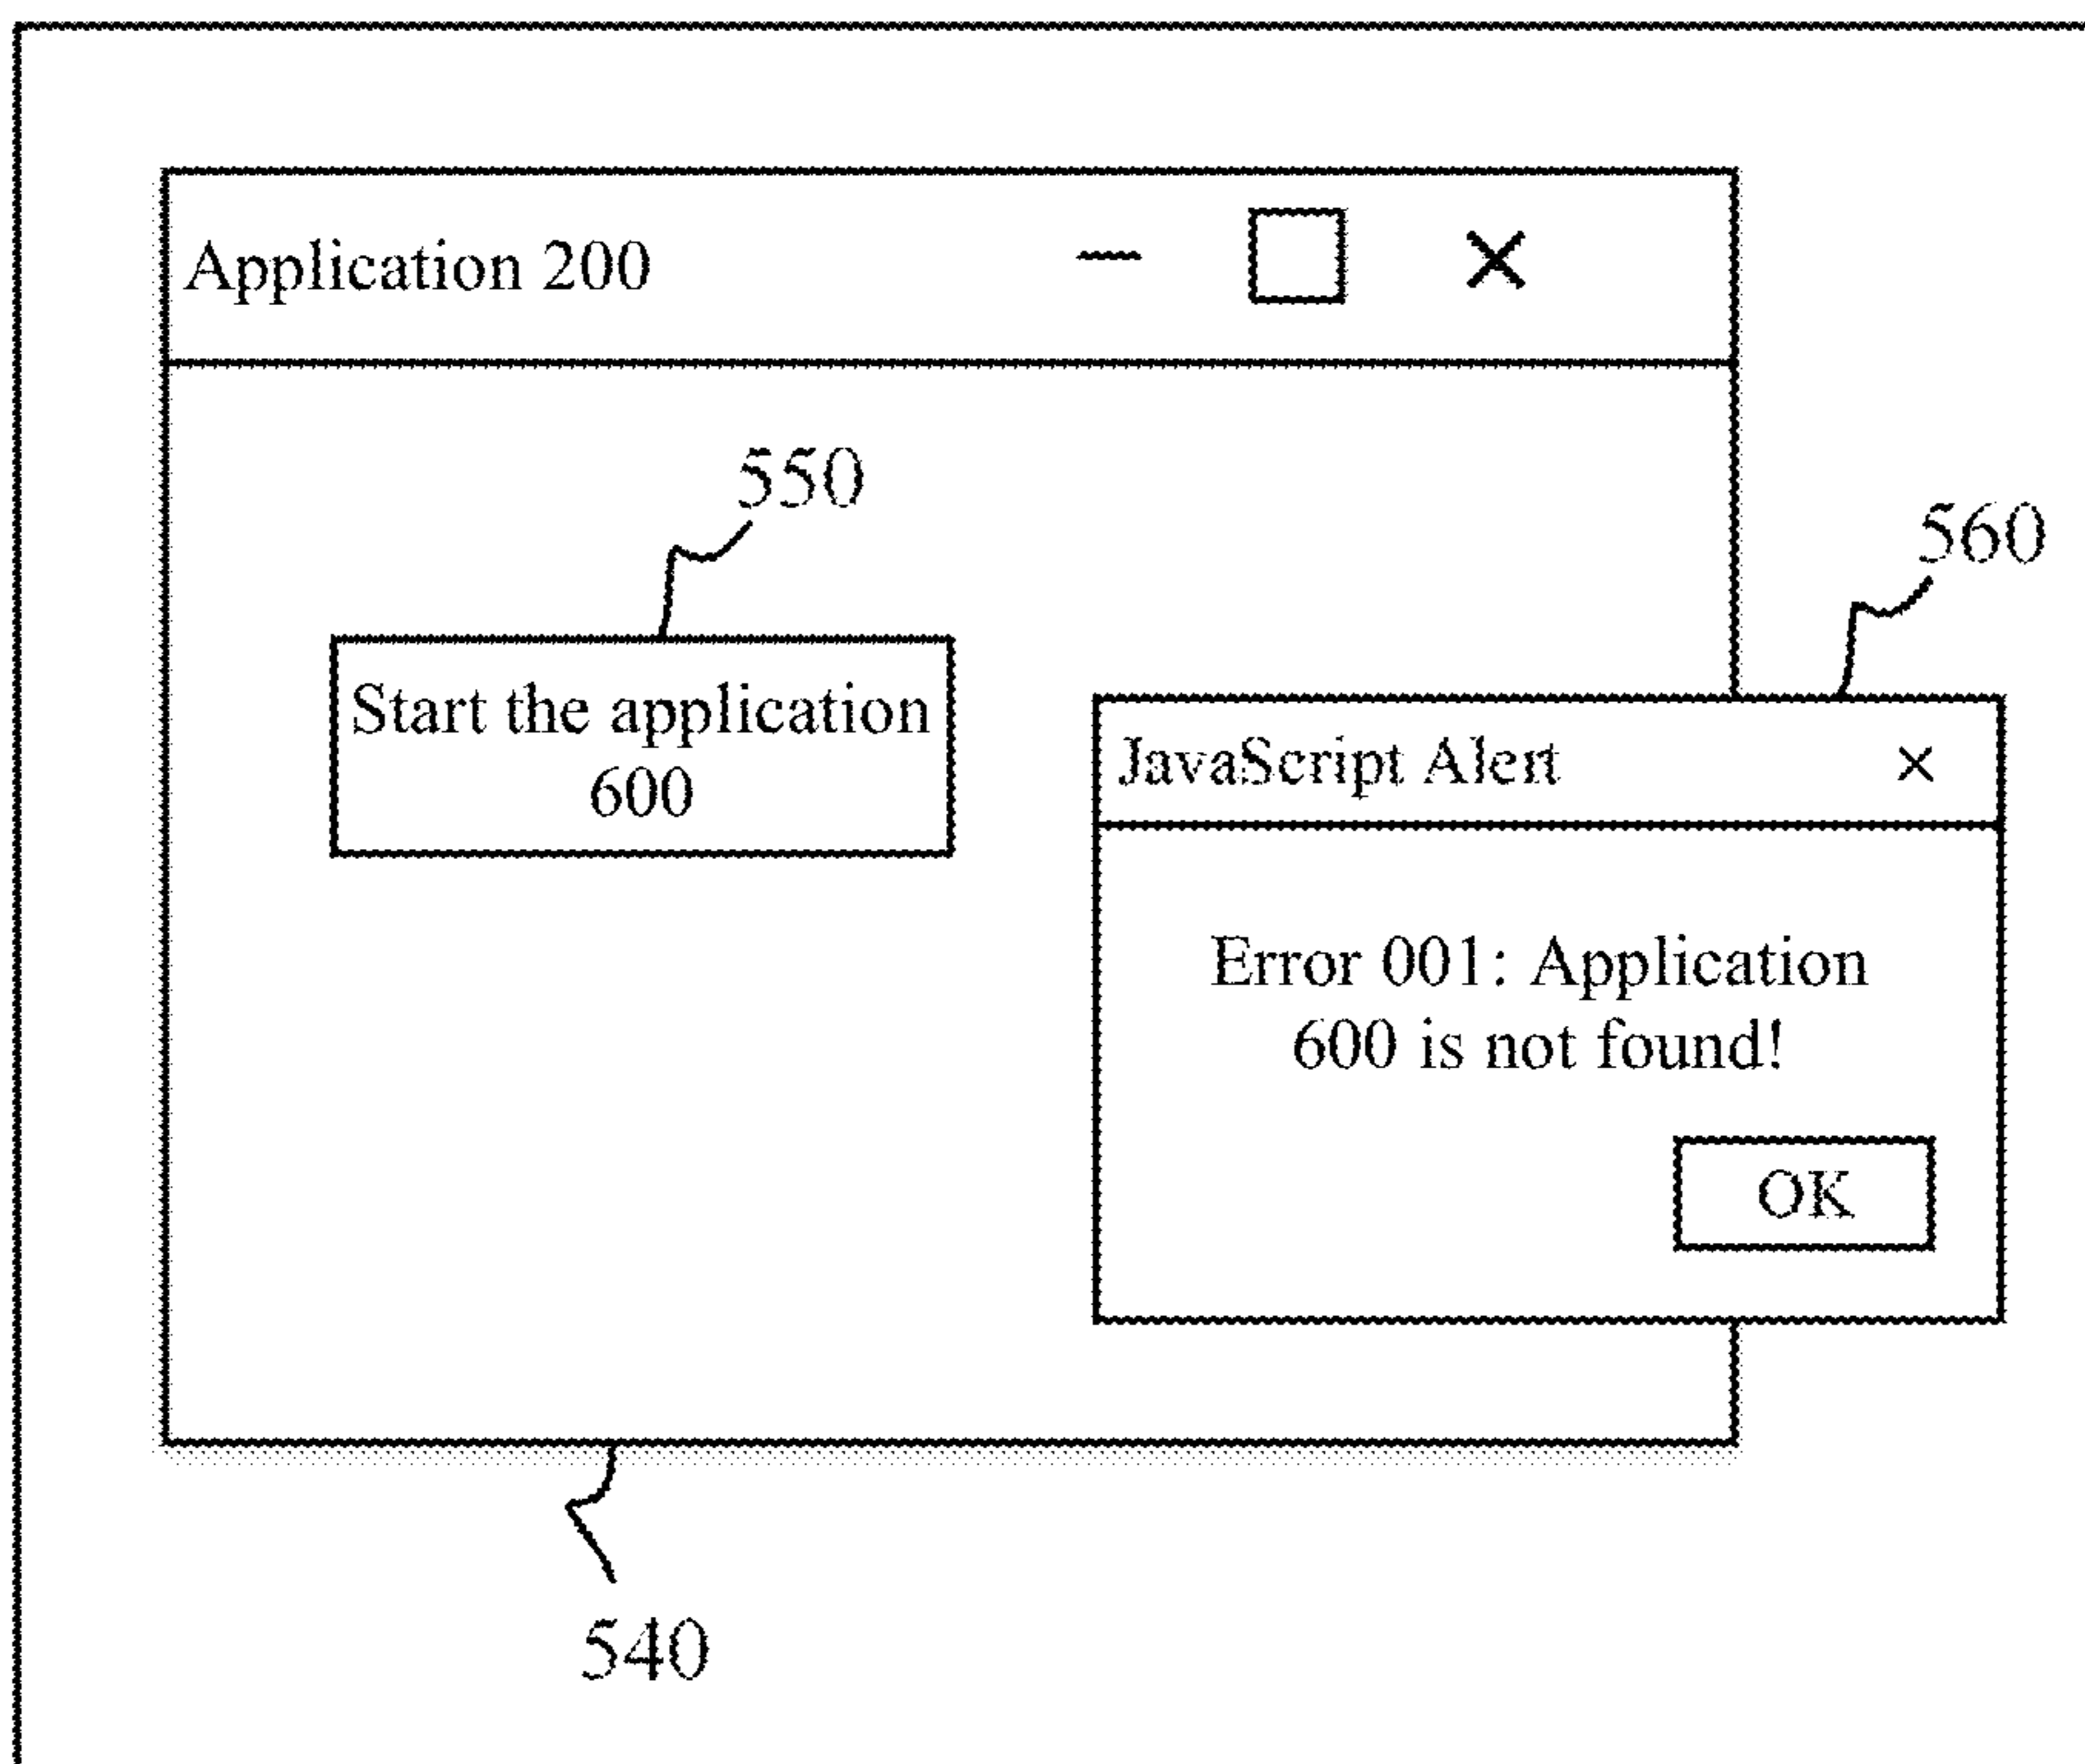 Application 200
550
560
Start the application
600
JavaScript Alert
Error 001: Application
600 is not found!
OK
540